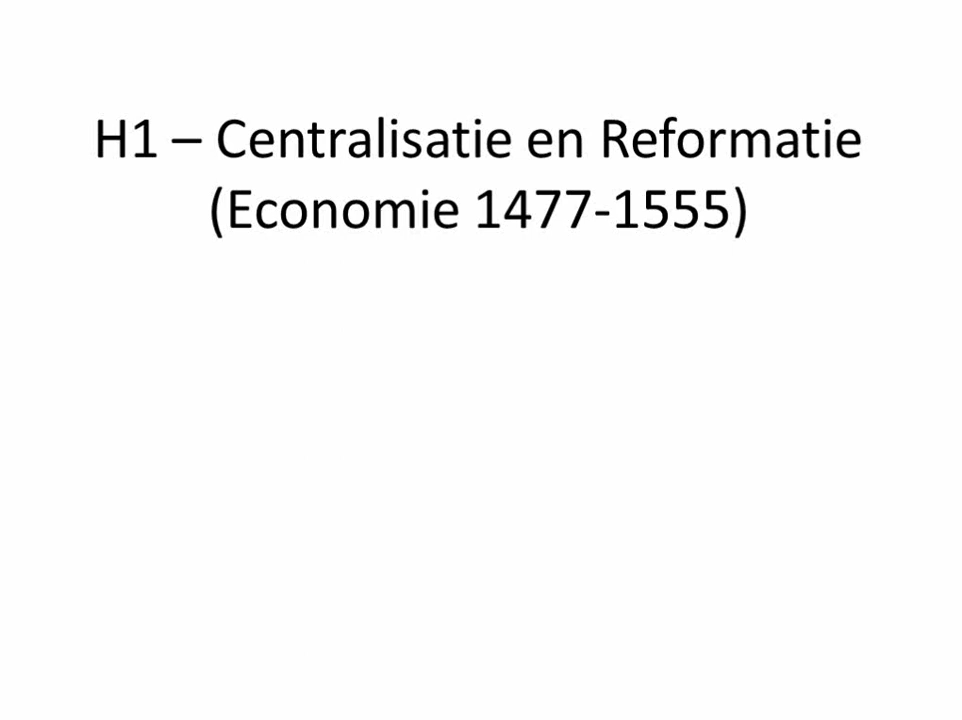 H1 – Centralisatie en Reformatie
(Economie 1477-1555)